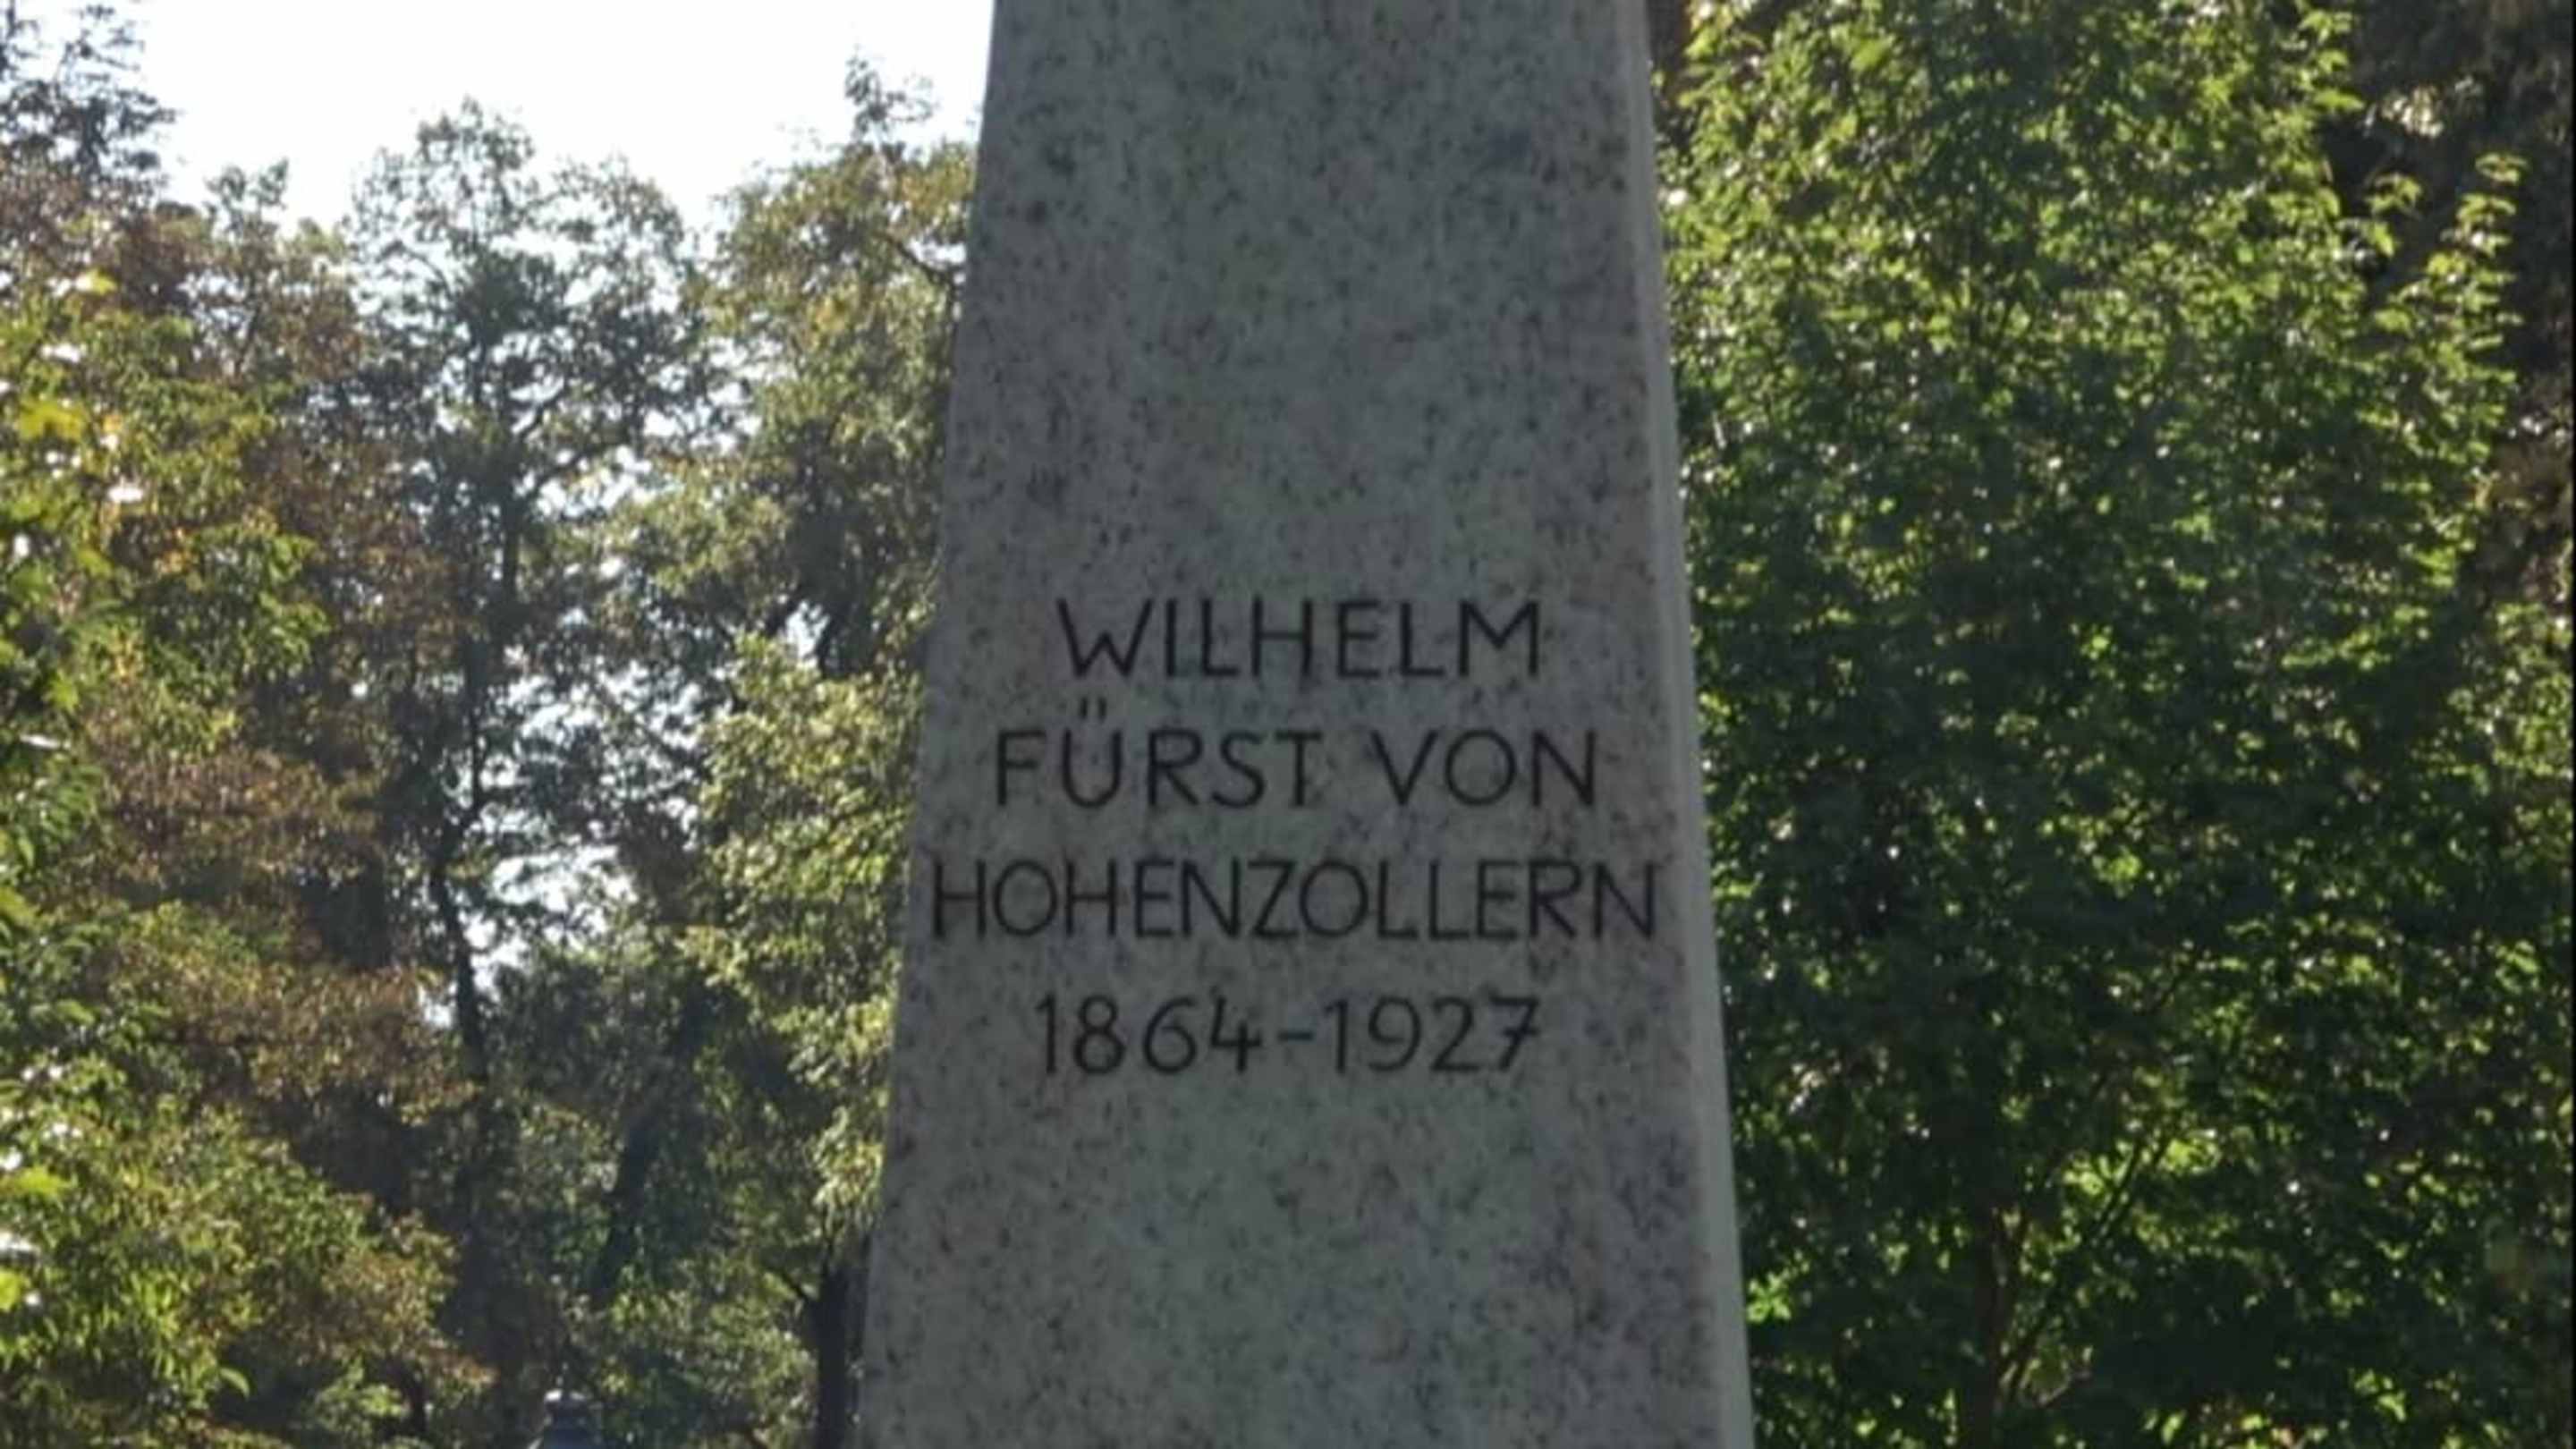 WILHELM
FÜRST VON
HOHENZOLLERN
1864-1927